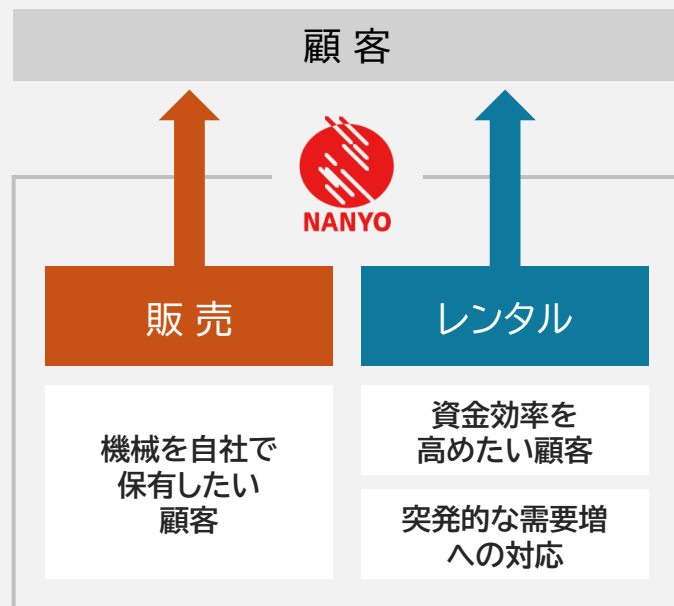 顧 客
NANYO
販 売
レンタル
機械を自社で
保有したい
顧客
資金効率を
高めたい顧客
突発的な需要増
への対応